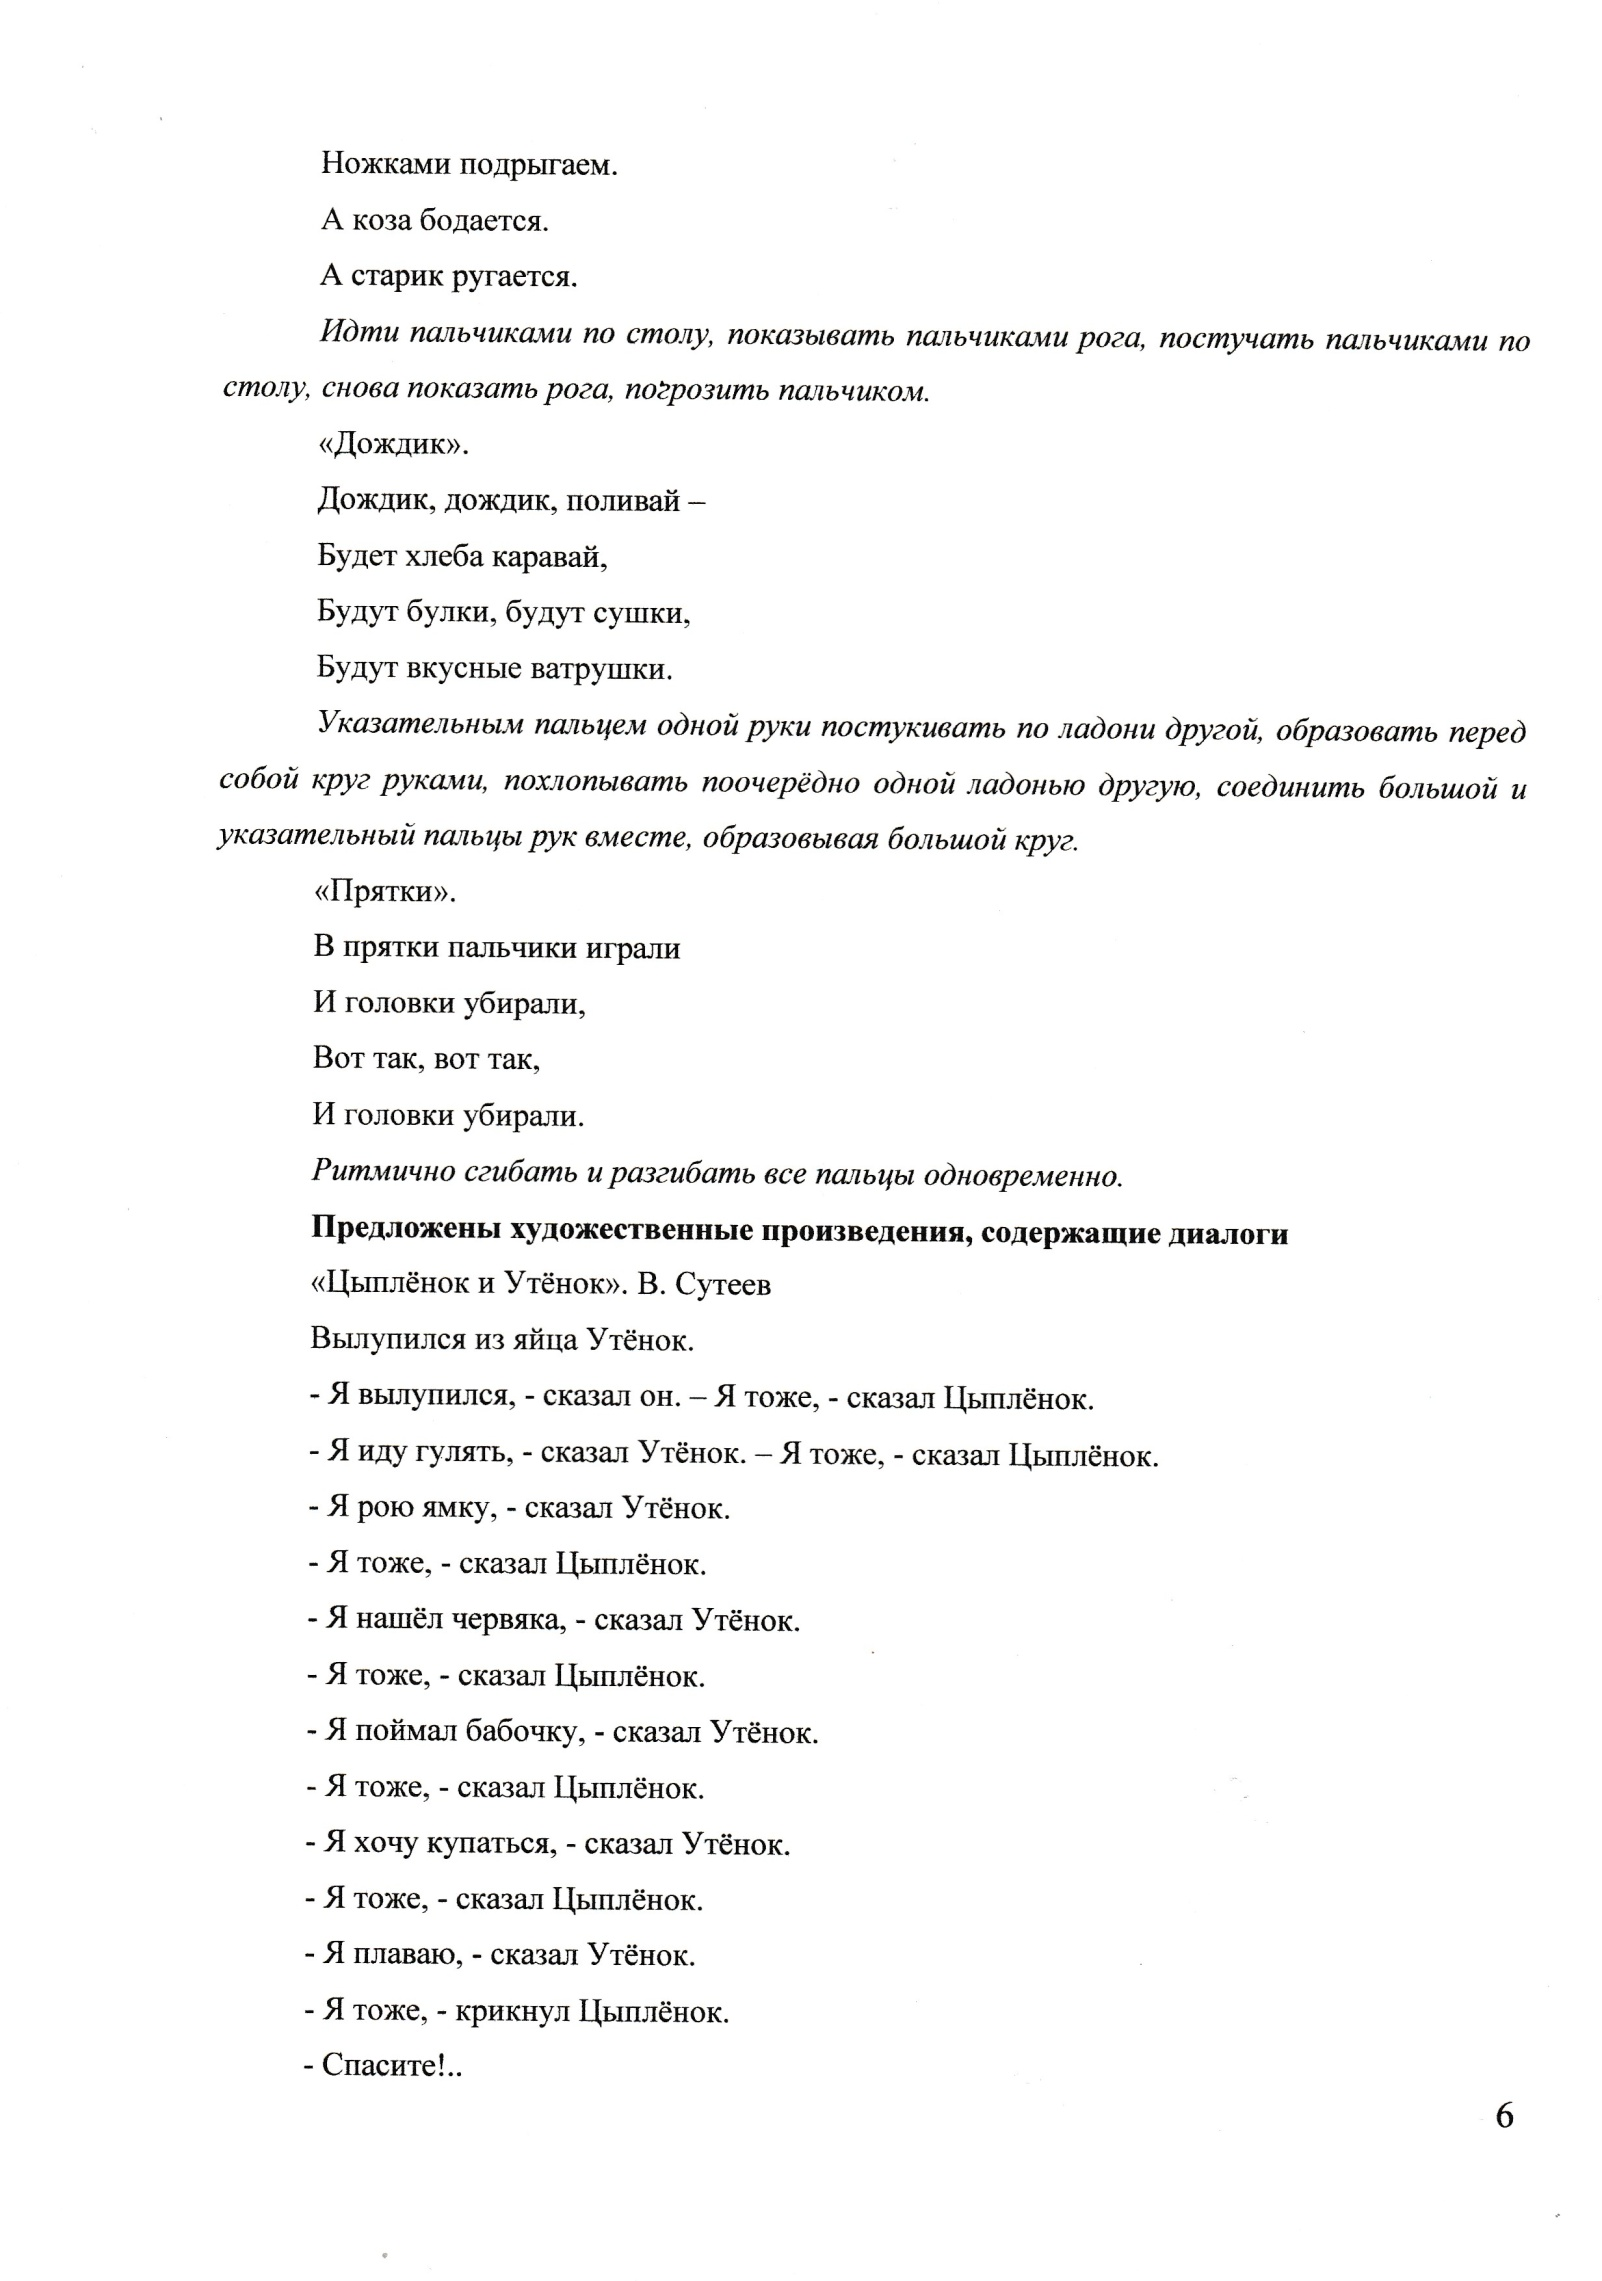 Ножками подрыгаем.
А коза бодается.
А старик ругается.
Идти пальчиками по столу, показывать пальчиками рога, постучать пальчиками по
столу, снова показать рога, погрозить пальчиком.
«Дождик».
Дождик, дождик, поливай –
Будет хлеба каравай,
Будут булки, будут сушки,
Будут вкусные ватрушки.
Указательным пальцем одной руки постукивать по ладони другой, образовать перед
собой круг руками, похлопывать поочерёдно одной ладонью другую, соединить большой и
указательный пальцы рук вместе, образовывая большой круг.
«Прятки».
В прятки пальчики играли
И головки убирали,
Вот так, вот так,
И головки убирали.
Ритмично сгибать и разгибать все пальцы одновременно.
Предложены художественные произведения, содержащие диалоги
«Цыплёнок и Утёнок». В. Сутеев
Вылупился из яйца Утёнок.
- Я вылупился, - сказал он. – Я тоже, - сказал Цыплёнок.
- Я иду гулять, - сказал Утёнок. – Я тоже, - сказал Цыплёнок.
- Я рою ямку, - сказал Утёнок.
- Я тоже, - сказал Цыплёнок.
- Я нашёл червяка, - сказал Утёнок.
- Я тоже, - сказал Цыплёнок.
- Я поймал бабочку, - сказал Утёнок.
- Я тоже, - сказал Цыплёнок.
- Я хочу купаться, - сказал Утёнок.
- Я тоже, - сказал Цыплёнок.
- Я плаваю, - сказал Утёнок.
- Я тоже, - крикнул Цыплёнок.
- Спасите!..
6